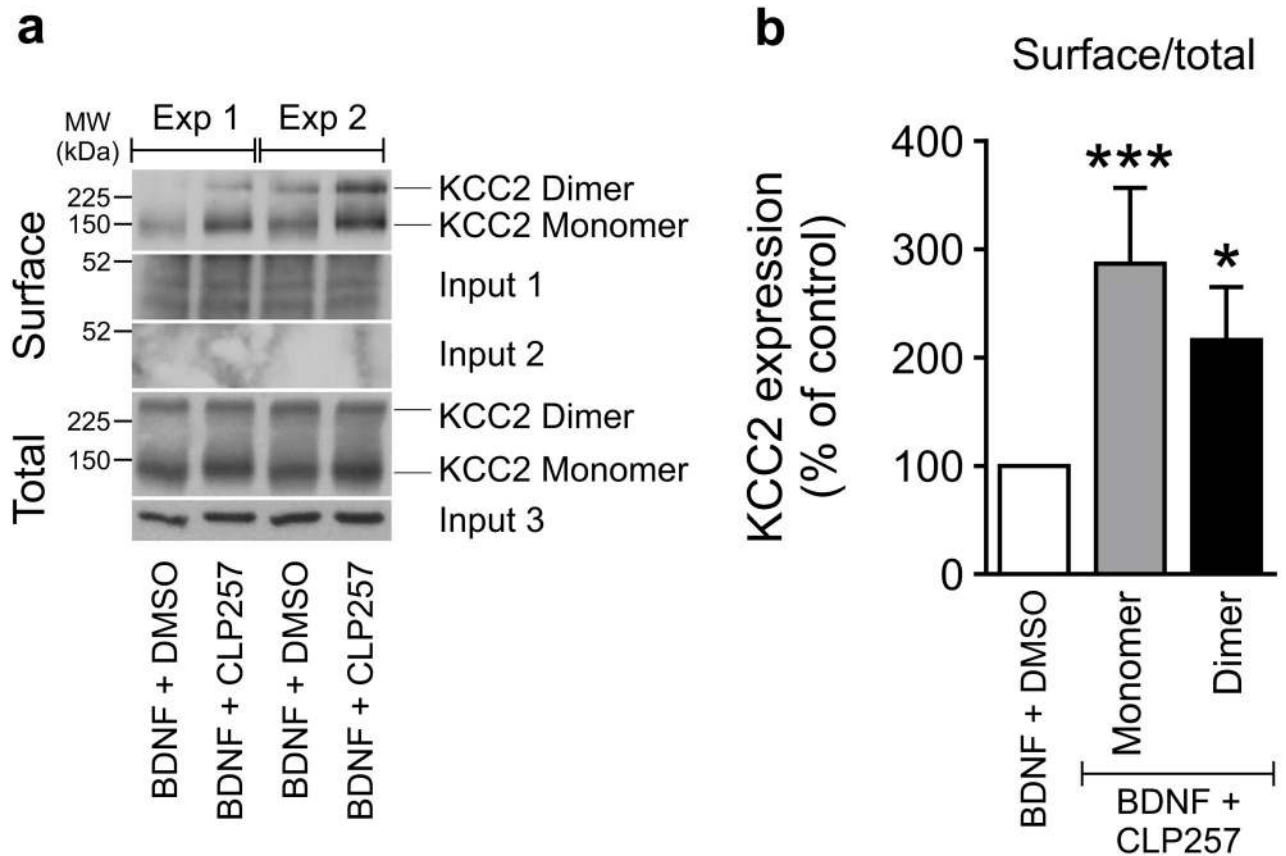 a
MW
(kDa)
Exp 1
Exp 2
Surface
225
150
KCC2 Dimer
KCC2 Monomer
52
Input 1
52
Input 2
Total
225
150
KCC2 Dimer
KCC2 Monomer
Input 3
BDNF + DMSO
BDNF + CLP257
BDNF + DMSO
BDNF + CLP257
b
Surface/total
KCC2 expression
(% of control)
400
300
200
100
0
***
*
BDNF + DMSO
Monomer
Dimer
BDNF +
CLP257